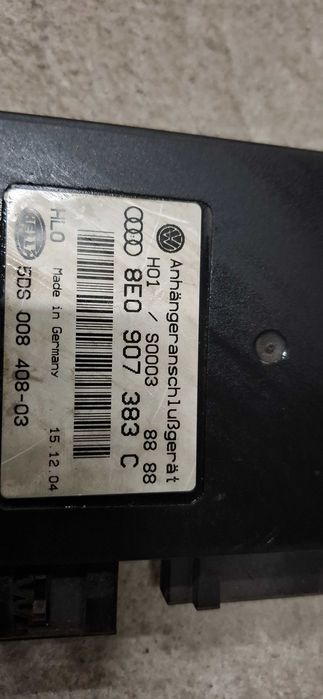 Anhängeranschlußgerät
H01 / S0003 88 88
8E0 907 383 C
HLO Made in Germany 15.12.04
HELLA
5DS 008 408-03